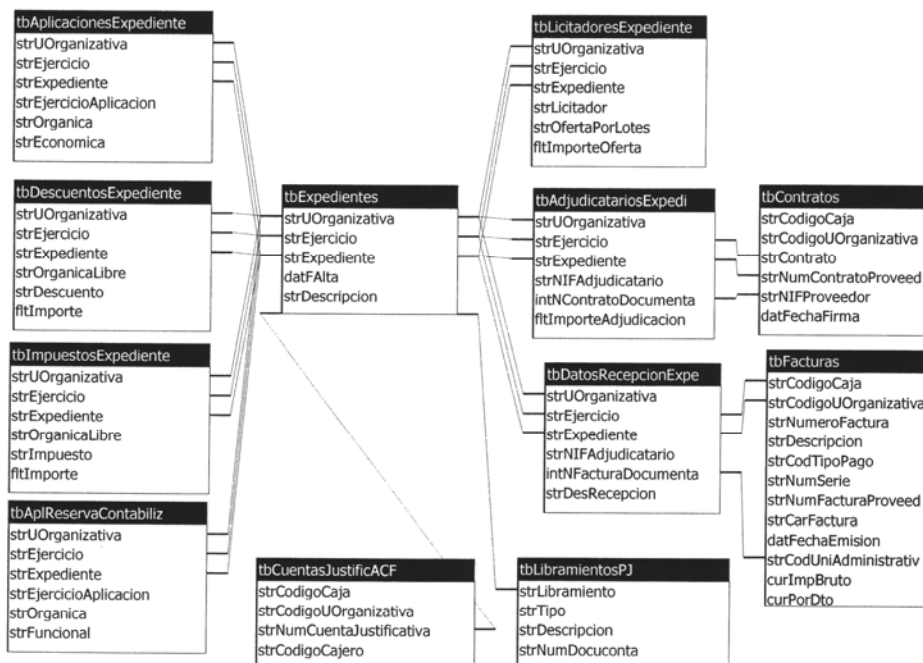 tbAplicacionesExpediente
strUOrganizativa
strEjercicio
strExpediente
strEjercicioAplicacion
strOrganica
strEconomica
tbDescuentosExpediente
strUOrganizativa
strEjercicio
strExpediente
strOrganicaLibre
strDescuento
fltImporte
tbImpuestosExpediente
strUOrganizativa
strEjercicio
strExpediente
strOrganicaLibre
strImpuesto
fltImporte
tbAplReservaContabiliz
strUOrganizativa
strEjercicio
strExpediente
strEjercicioAplicacion
strOrganica
strFuncional
tbExpedientes
strUOrganizativa
strEjercicio
strExpediente
datFAlta
strDescripcion
tbCuentasJustificACF
strCodigoCaja
strCodigoUOrganizativa
strNumCuentaJustificativa
strCodigoCajero
tbLicitadoresExpediente
strUOrganizativa
strEjercicio
strExpediente
strLicitador
strOfertaPorLotes
fltImporteOferta
tbAdjudicatariosExpedi
strUOrganizativa
strEjercicio
strExpediente
strNIFAdjudicatario
intNContratoDocumenta
fltImporteAdjudicacion
tbDatosRecepcionExpe
strUOrganizativa
strEjercicio
strExpediente
strNIFAdjudicatario
intNFacturaDocumenta
strDesRecepcion
tbLibramientosPJ
strLibramiento
strTipo
strDescripcion
strNumDocuconta
tbContratos
strCodigoCaja
strCodigoUOrganizativa
strContrato
strNumContratoProveed
strNIFProveedor
datFechaFirma
tbFacturas
strCodigoCaja
strCodigoUOrganizativa
strNumeroFactura
strDescripcion
strCodTipoPago
strNumSerie
strNumFacturaProveed
strCarFactura
datFechaEmision
strCodUniAdministrativ
curImpBruto
curPorDto